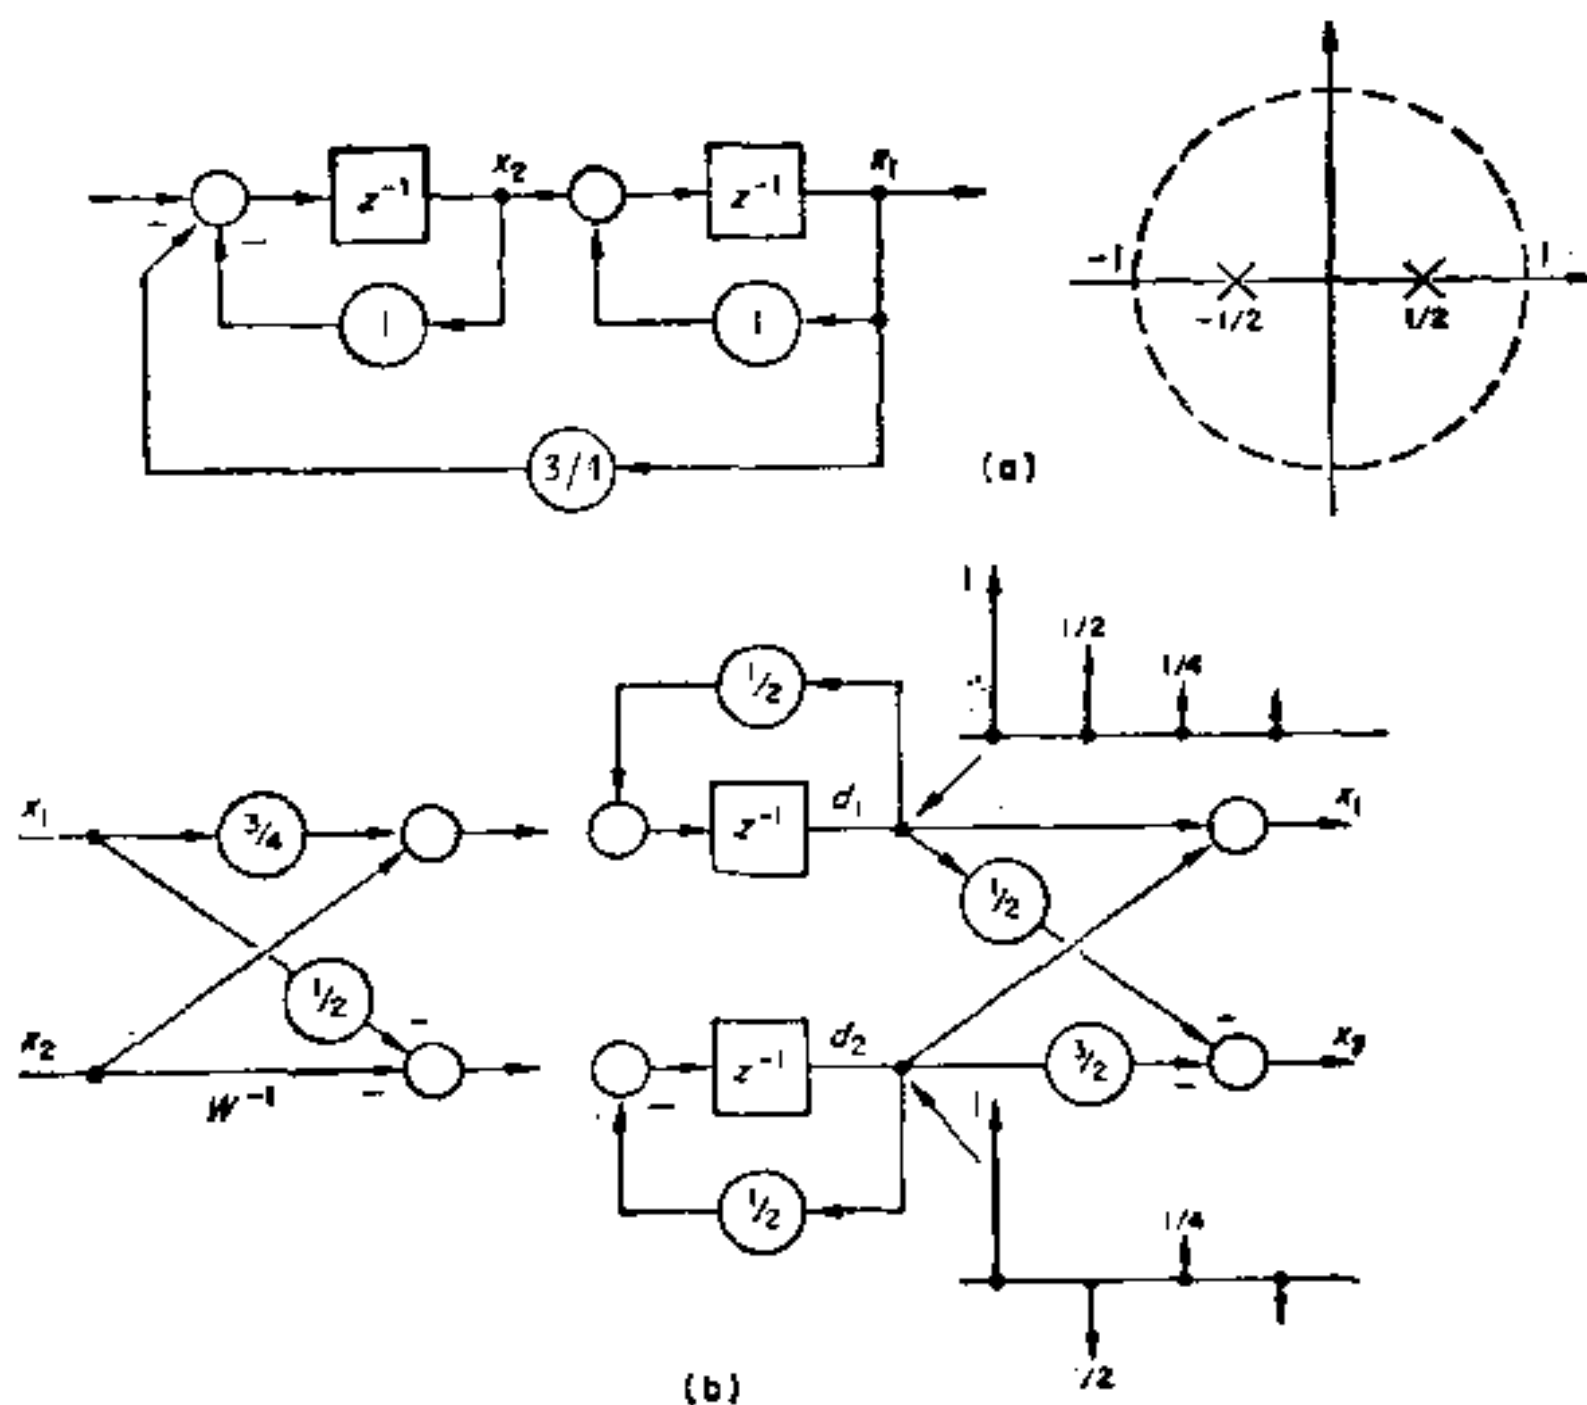 z⁻¹
x₂
z⁻¹
x₁
−
−
1
1
3/1
(a)
-1
1
-1/2
1/2
1
1/2
1/4
1/2
x₁
3/4
z⁻¹
d₁
x₁
1/2
1/2
x₂
−
W⁻¹
−
z⁻¹
d₂
−
3/2
−
−
x₂
1
1/2
1/4
1/2
(b)